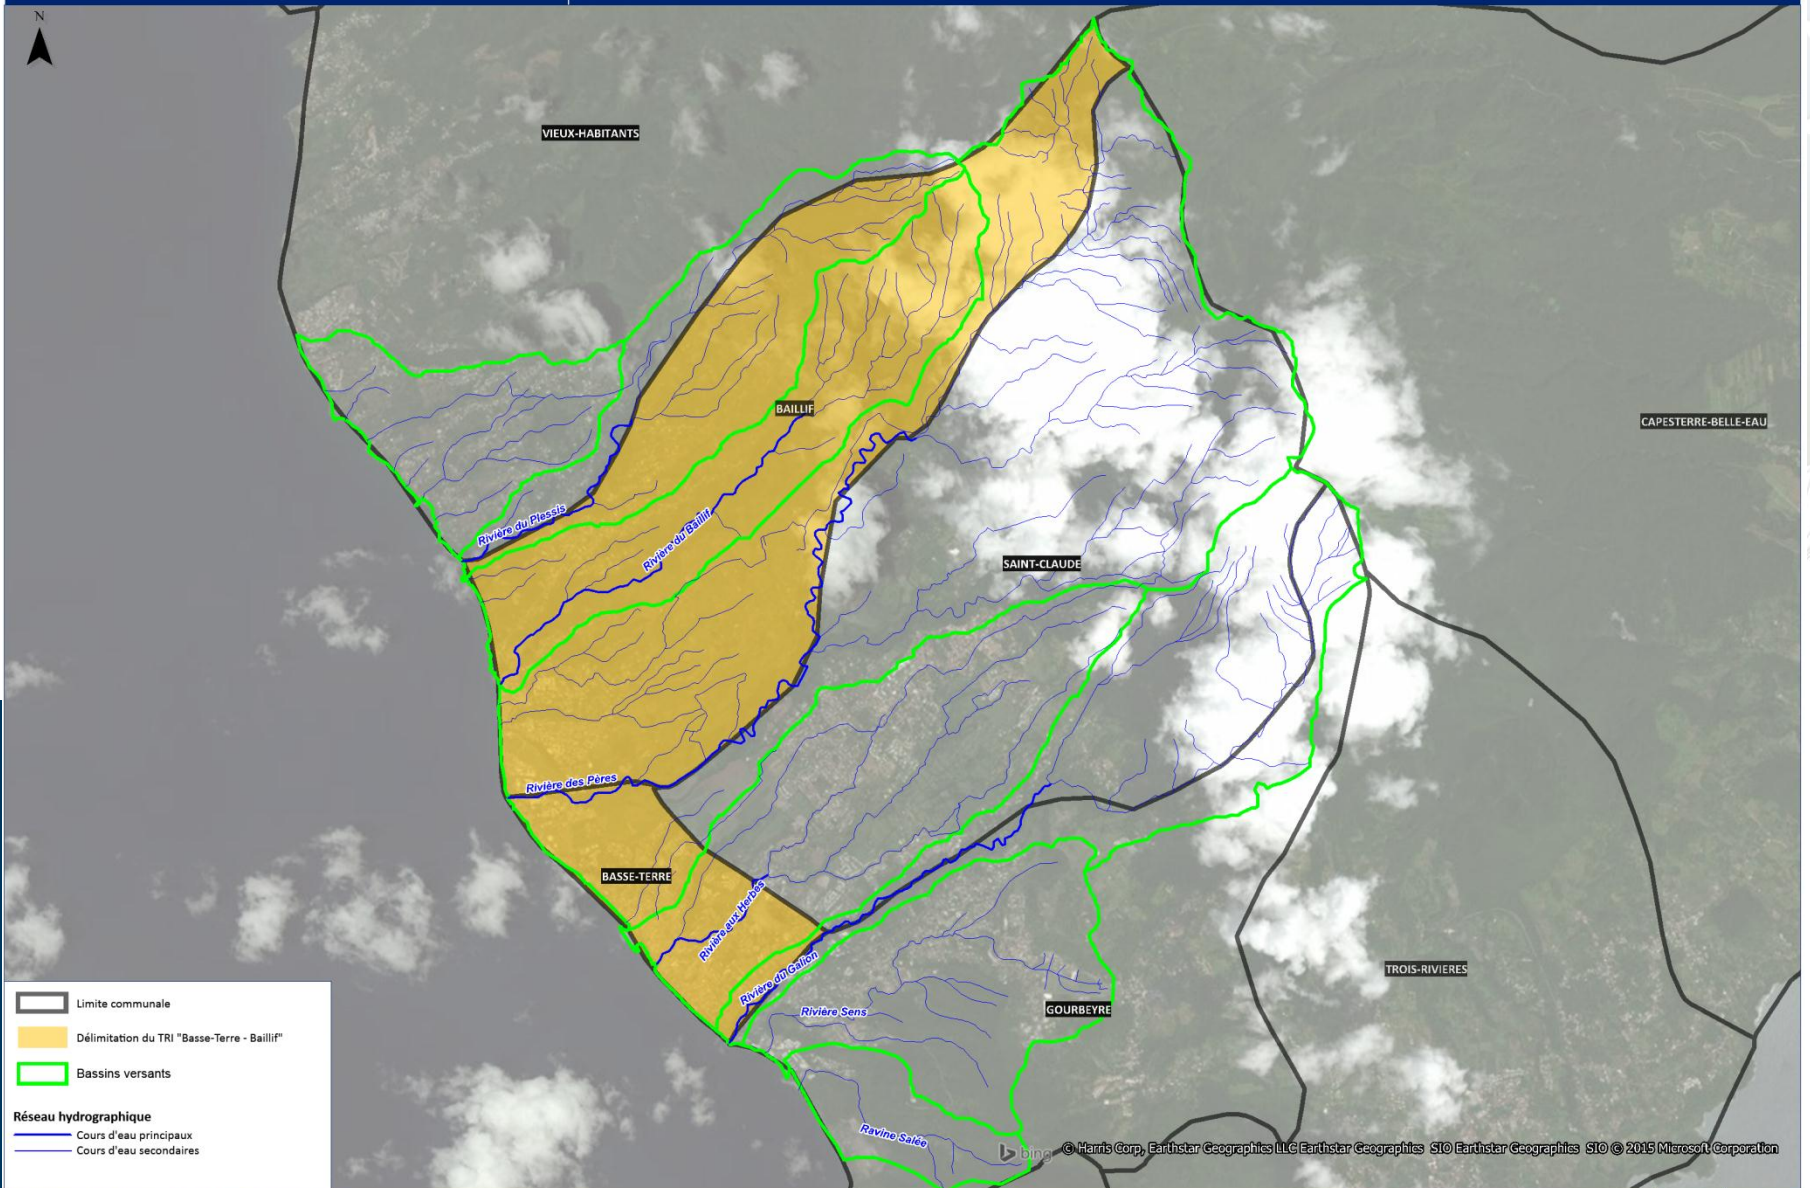 N
VIEUX-HABITANTS
BAILLIF
CAPESTERRE-BELLE-EAU
Rivière du Plessis
Rivière du Baillif
SAINT-CLAUDE
Rivière des Pères
BASSE-TERRE
Rivière aux Herbes
Rivière du Galion
TROIS-RIVIERES
Rivière Sens
GOURBEYRE
Ravine Salée
Limite communale
Délimitation du TRI "Basse-Terre - Baillif"
Bassins versants
Réseau hydrographique
Cours d'eau principaux
Cours d'eau secondaires
bing © Harris Corp, Earthstar Geographics LLC Earthstar Geographics SIO Earthstar Geographics SIO © 2015 Microsoft Corporation